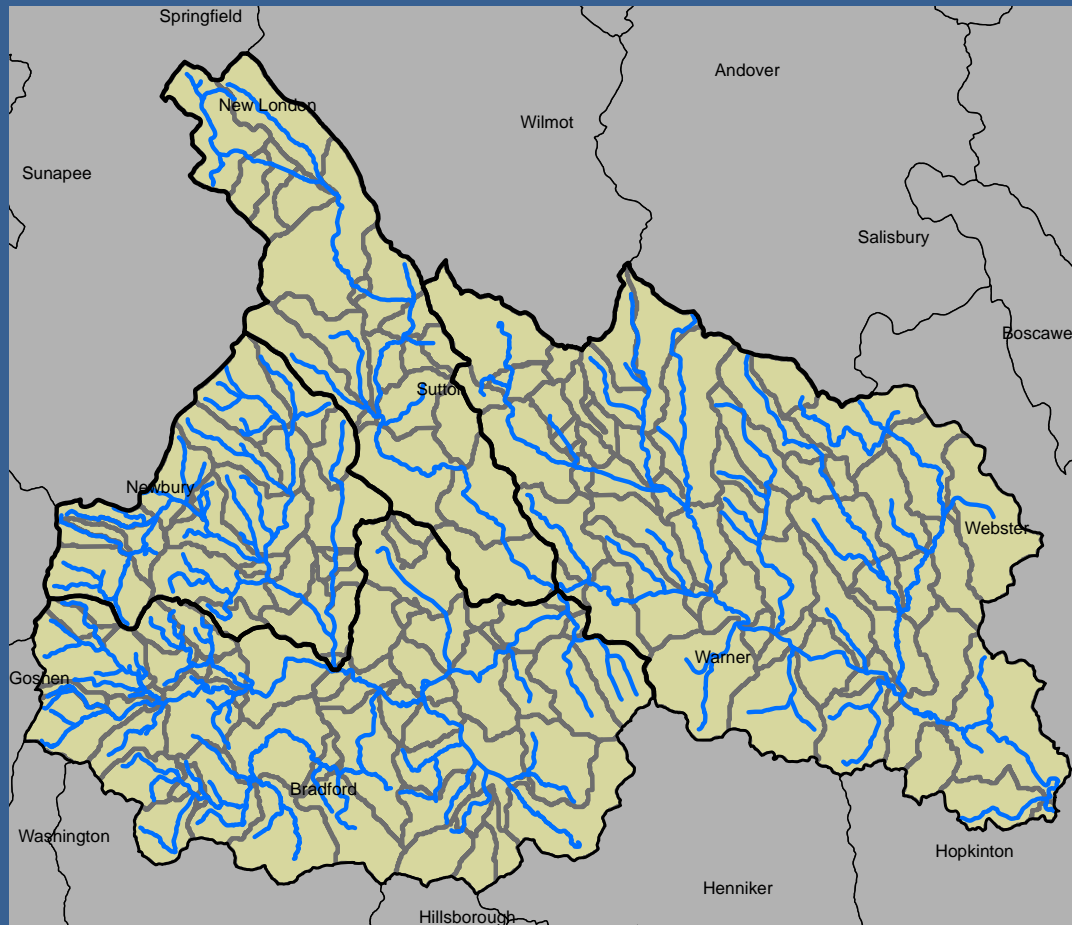 Springfield
Andover
New London
Wilmot
Sunapee
Salisbury
Boscawe
Sutton
Newbury
Webster
Warner
Goshen
Bradford
Washington
Hopkinton
Henniker
Hillsborough